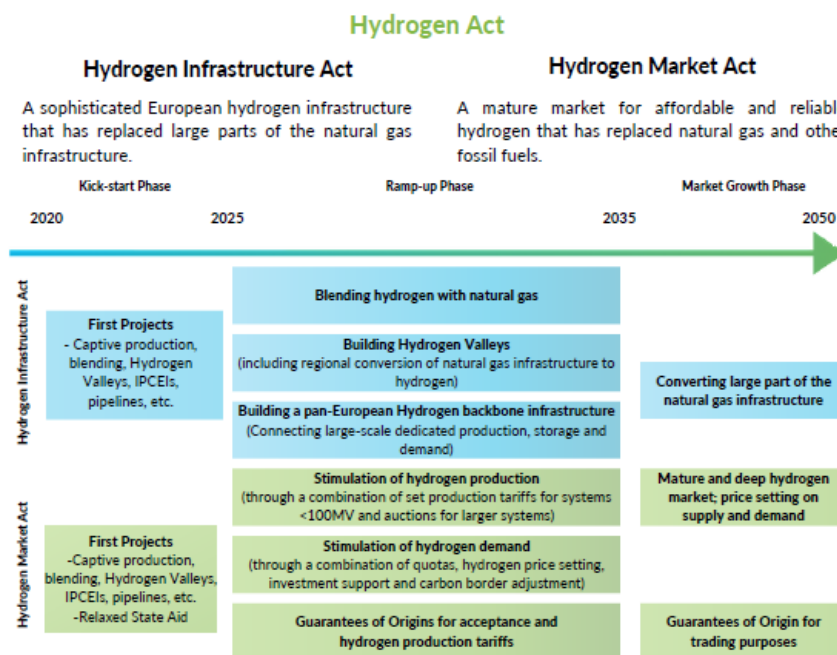 Hydrogen Act
Hydrogen Infrastructure Act
A sophisticated European hydrogen infrastructure
that has replaced large parts of the natural gas
infrastructure.
Hydrogen Market Act
A mature market for affordable and reliabl
hydrogen that has replaced natural gas and othe
fossil fuels.
Kick-start Phase
Ramp-up Phase
Market Growth Phase
2020
2025
2035
2050
Hydrogen Infrastructure Act
First Projects
- Captive production,
blending, Hydrogen
Valleys, IPCEIs,
pipelines, etc.
Blending hydrogen with natural gas
Building Hydrogen Valleys
(including regional conversion of natural gas infrastructure to
hydrogen)
Building a pan-European Hydrogen backbone infrastructure
(Connecting large-scale dedicated production, storage and
demand)
Converting large part of the
natural gas infrastructure
Hydrogen Market Act
First Projects
-Captive production,
blending, Hydrogen Valleys,
IPCEIs, pipelines, etc.
-Relaxed State Aid
Stimulation of hydrogen production
(through a combination of set production tariffs for systems
<100MV and auctions for larger systems)
Stimulation of hydrogen demand
(through a combination of quotas, hydrogen price setting,
investment support and carbon border adjustment)
Guarantees of Origins for acceptance and
hydrogen production tariffs
Mature and deep hydrogen
market; price setting on
supply and demand
Guarantees of Origin for
trading purposes